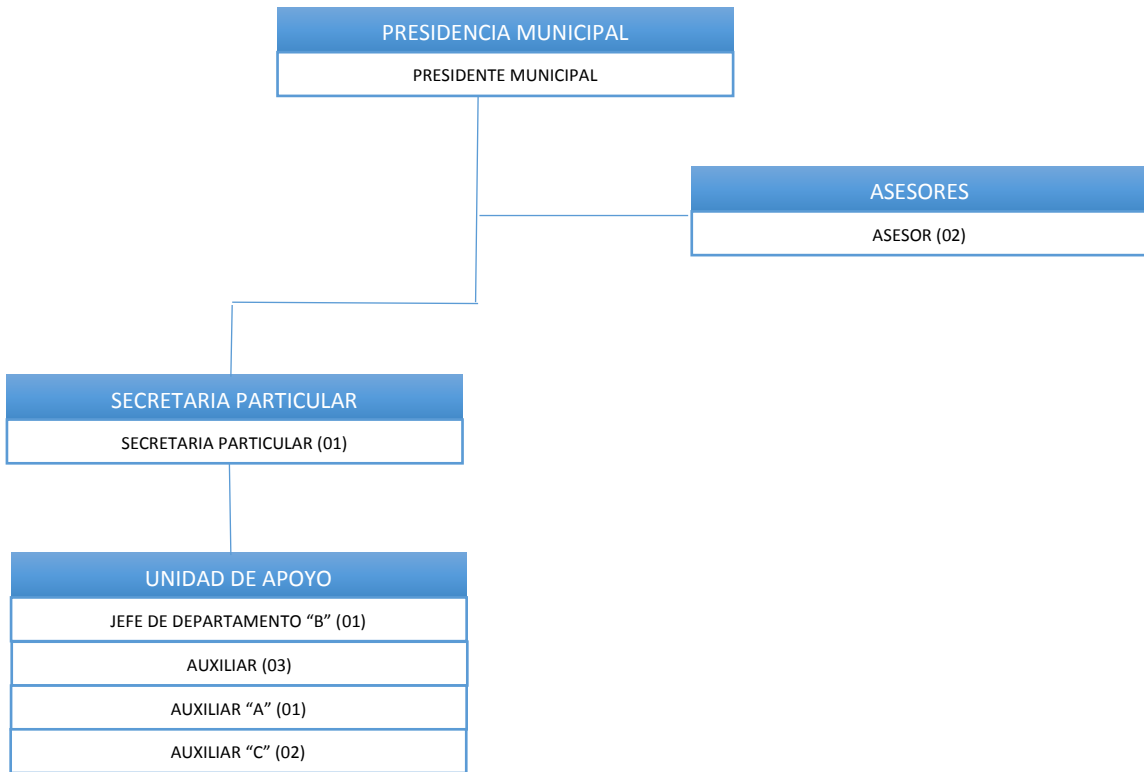 PRESIDENCIA MUNICIPAL
PRESIDENTE MUNICIPAL
ASESORES
ASESOR (02)
SECRETARIA PARTICULAR
SECRETARIA PARTICULAR (01)
UNIDAD DE APOYO
JEFE DE DEPARTAMENTO “B” (01)
AUXILIAR (03)
AUXILIAR “A” (01)
AUXILIAR “C” (02)